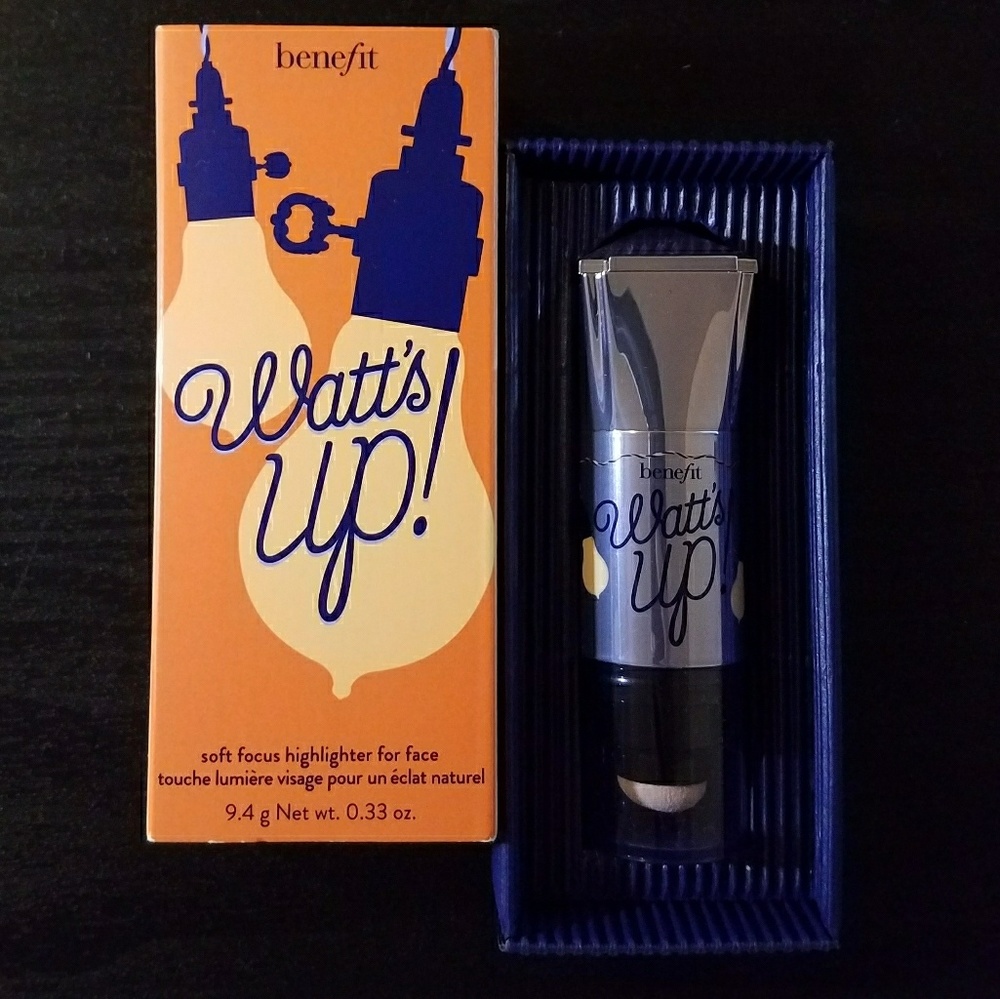 benefit
Watt's
up!
soft focus highlighter for face
touche lumière visage pour un éclat naturel
9.4 g Net wt. 0.33 oz.
benefit
Watt's
up!